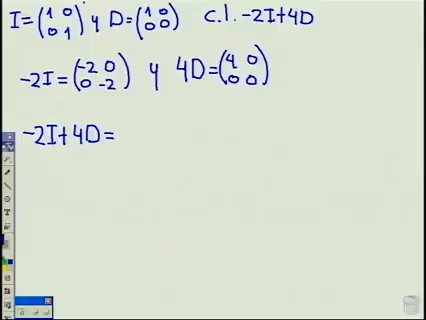 I=(1 0 0 1) y D=(1 0 0 0) c.l. -2I+4D
-2I=(-2 0 0 -2) y 4D=(4 0 0 0)
-2I+4D=